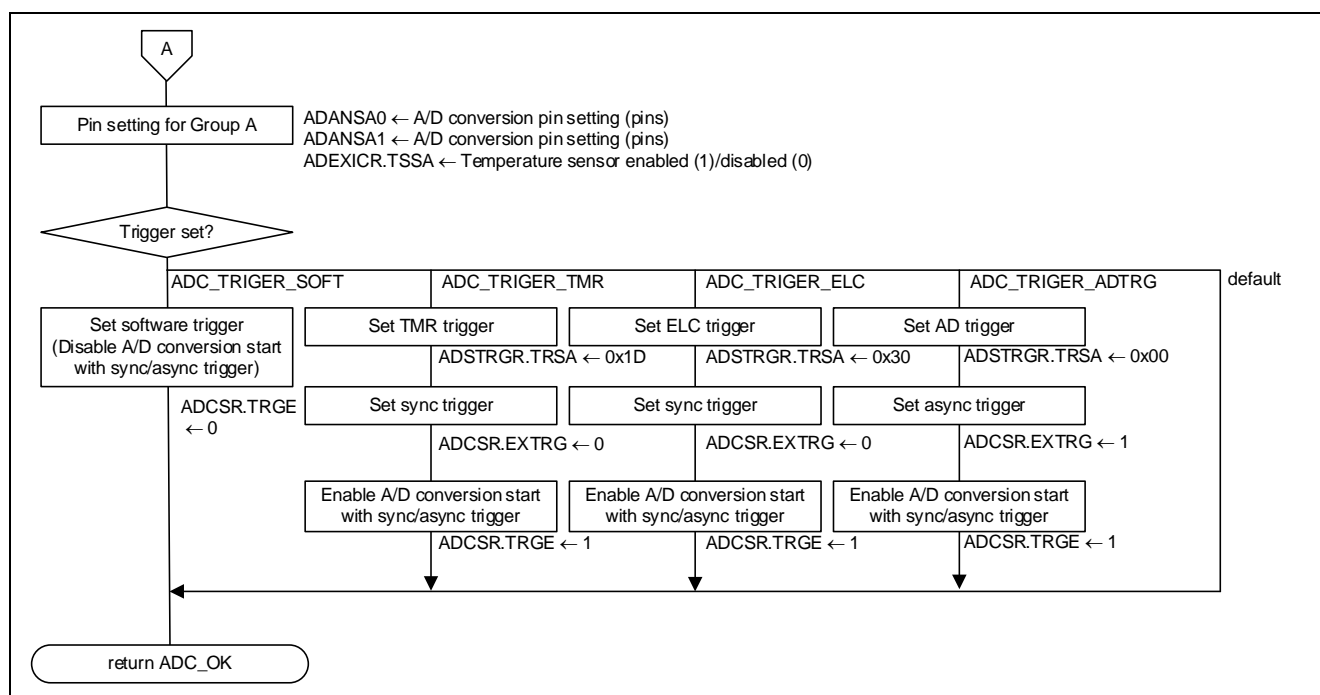 A
Pin setting for Group A
ADANSA0 ← A/D conversion pin setting (pins)
ADANSA1 ← A/D conversion pin setting (pins)
ADEXICR.TSSA ← Temperature sensor enabled (1)/disabled (0)
Trigger set?
ADC_TRIGER_SOFT
ADC_TRIGER_TMR
ADC_TRIGER_ELC
ADC_TRIGER_ADTRG
default
Set software trigger
(Disable A/D conversion start
with sync/async trigger)
ADCSR.TRGE
← 0
Set TMR trigger
ADSTRGR.TRSA ← 0x1D
Set sync trigger
ADCSR.EXTRG ← 0
Enable A/D conversion start
with sync/async trigger
ADCSR.TRGE ← 1
Set ELC trigger
ADSTRGR.TRSA ← 0x30
Set sync trigger
ADCSR.EXTRG ← 0
Enable A/D conversion start
with sync/async trigger
ADCSR.TRGE ← 1
Set AD trigger
ADSTRGR.TRSA ← 0x00
Set async trigger
ADCSR.EXTRG ← 1
Enable A/D conversion start
with sync/async trigger
ADCSR.TRGE ← 1
return ADC_OK